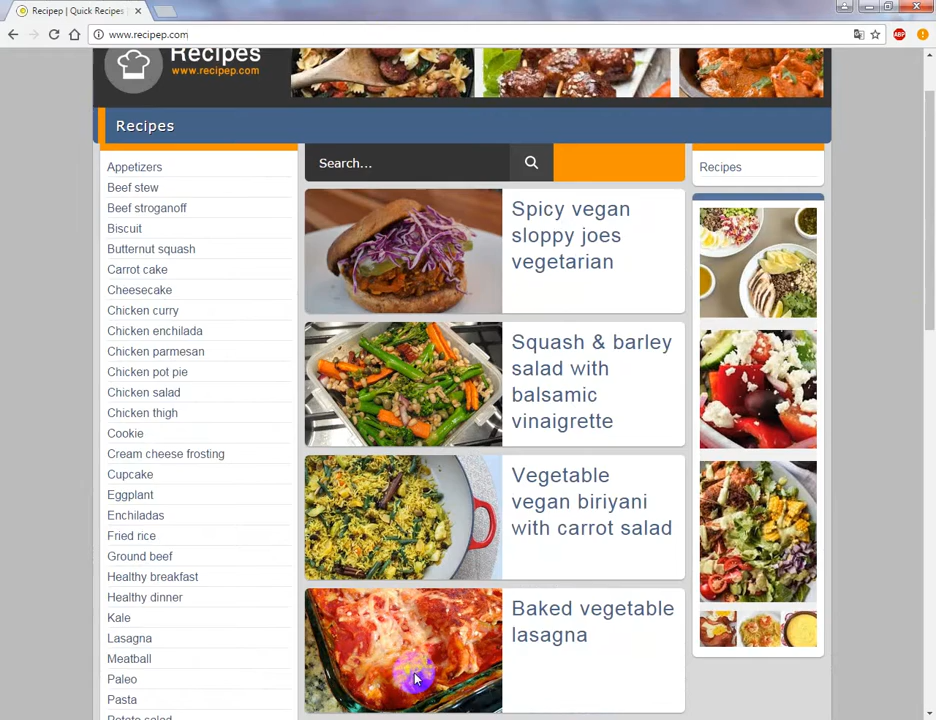 Recipep | Quick Recipes |
www.recipep.com
ABP
Recipes
www.recipep.com
Recipes
Appetizers
Beef stew
Beef stroganoff
Biscuit
Butternut squash
Carrot cake
Cheesecake
Chicken curry
Chicken enchilada
Chicken parmesan
Chicken pot pie
Chicken salad
Chicken thigh
Cookie
Cream cheese frosting
Cupcake
Eggplant
Enchiladas
Fried rice
Ground beef
Healthy breakfast
Healthy dinner
Kale
Lasagna
Meatball
Paleo
Pasta
Potato salad
Search...
Spicy vegan
sloppy joes
vegetarian
Squash & barley
salad with
balsamic
vinaigrette
Vegetable
vegan biriyani
with carrot salad
Baked vegetable
lasagna
Recipes